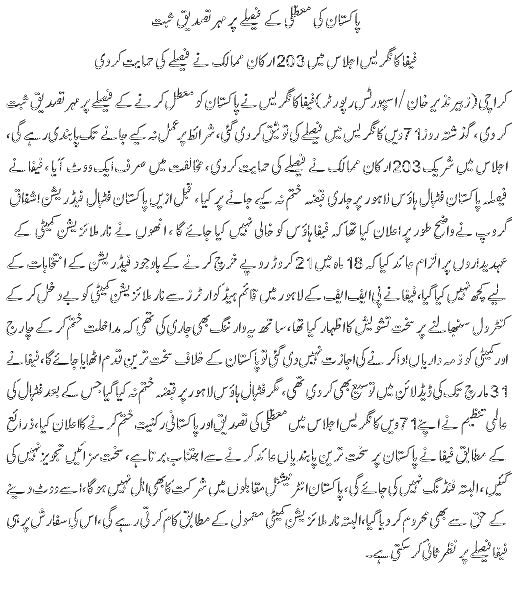 پاکستان کی معطلی کے فیصلے پر مہر تصدیق ثبت
فیفا کانگریس اجلاس میں 203 ارکان ممالک نے فیصلے کی حمایت کردی
کراچی (زبیر نذیر خان/اسپورٹس رپورٹر) فیفا کانگریس نے پاکستان کو معطل کرنے کے فیصلے پر مہر تصدیق ثبت
کردی، گذشتہ روز 71 ویں کانگریس میں فیصلے کی توثیق کردی گئی، شرائط پر عمل نہ کیے جانے تک پابندی رہے گی،
اجلاس میں شریک 203 ارکان ممالک نے فیصلے کی حمایت کردی، مخالفت میں صرف ایک ووٹ آیا، فیفا نے
فیصلہ پاکستان فٹبال ہاؤس لاہور پر جاری قبضہ ختم نہ کیے جانے پر کیا، قبل ازیں پاکستان فٹبال فیڈریشن اشفاق
گروپ نے واضح طور پر اعلان کیا تھا کہ فیفا ہاؤس کو خالی نہیں کیا جائے گا، انھوں نے نارملائزیشن کمیٹی کے
عہدیداروں پر الزام عائد کیا کہ 18 ماہ میں 21 کروڑ روپے خرچ کرنے کے باوجود فیڈریشن کے انتخابات کے
لیے کچھ نہیں کیا گیا، فیفا نے پی ایف ایف کے لاہور میں قائم ہیڈ کوارٹرز سے نارملائزیشن کمیٹی کو بے دخل کر کے
کنٹرول سنبھالنے پر سخت تشویش کا اظہار کیا تھا، ساتھ یہ وارننگ بھی جاری کی تھی کہ مداخلت ختم کر کے چارج
اور کمیٹی کو ذمہ داریاں ادا کرنے کی اجازت نہیں دی گئی تو پاکستان کے خلاف سخت ترین قدم اٹھایا جائے گا، فیفا نے
31 مارچ تک کی ڈیڈ لائن میں توسیع بھی کردی تھی، مگر فٹبال ہاؤس لاہور پر قبضہ ختم نہ کیا گیا جس کے بعد فٹبال کی
عالمی تنظیم نے اپنے 71 ویں کانگریس اجلاس میں معطلی کی تصدیق اور پاکستانی رکنیت ختم کرنے کا اعلان کیا، ذرائع
کے مطابق فیفا نے پاکستان پر سخت ترین پابندیاں عائد کرنے سے اجتناب برتا ہے، سخت سزائیں تجویز نہیں کی
گئیں، البتہ فنڈنگ نہیں کی جائے گی، پاکستان انٹرنیشنل مقابلوں میں شرکت کا بھی اہل نہیں ہوگا، اسے ووٹ دینے
کے حق سے بھی محروم کر دیا گیا، البتہ نارملائزیشن کمیٹی معمول کے مطابق کام کرتی رہے گی، اس کی سفارش پر ہی
فیفا فیصلے پر نظر ثانی کر سکتی ہے۔